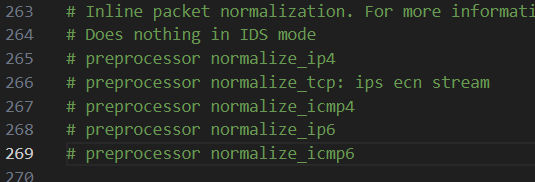 263 # Inline packet normalization. For more informati
264 # Does nothing in IDS mode
265 # preprocessor normalize_ip4
266 # preprocessor normalize_tcp: ips ecn stream
267 # preprocessor normalize_icmp4
268 # preprocessor normalize_ip6
269 # preprocessor normalize_icmp6
270